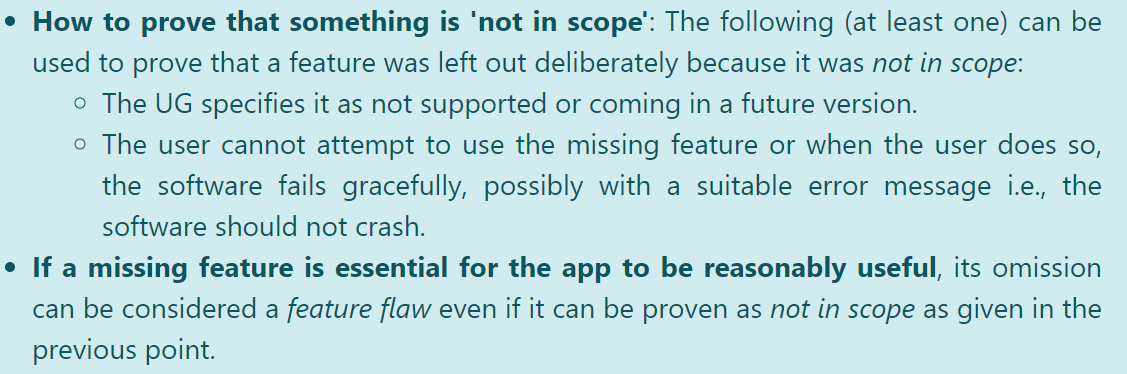 • How to prove that something is 'not in scope': The following (at least one) can be
used to prove that a feature was left out deliberately because it was not in scope:
○ The UG specifies it as not supported or coming in a future version.
○ The user cannot attempt to use the missing feature or when the user does so,
the software fails gracefully, possibly with a suitable error message i.e., the
software should not crash.
• If a missing feature is essential for the app to be reasonably useful, its omission
can be considered a feature flaw even if it can be proven as not in scope as given in the
previous point.